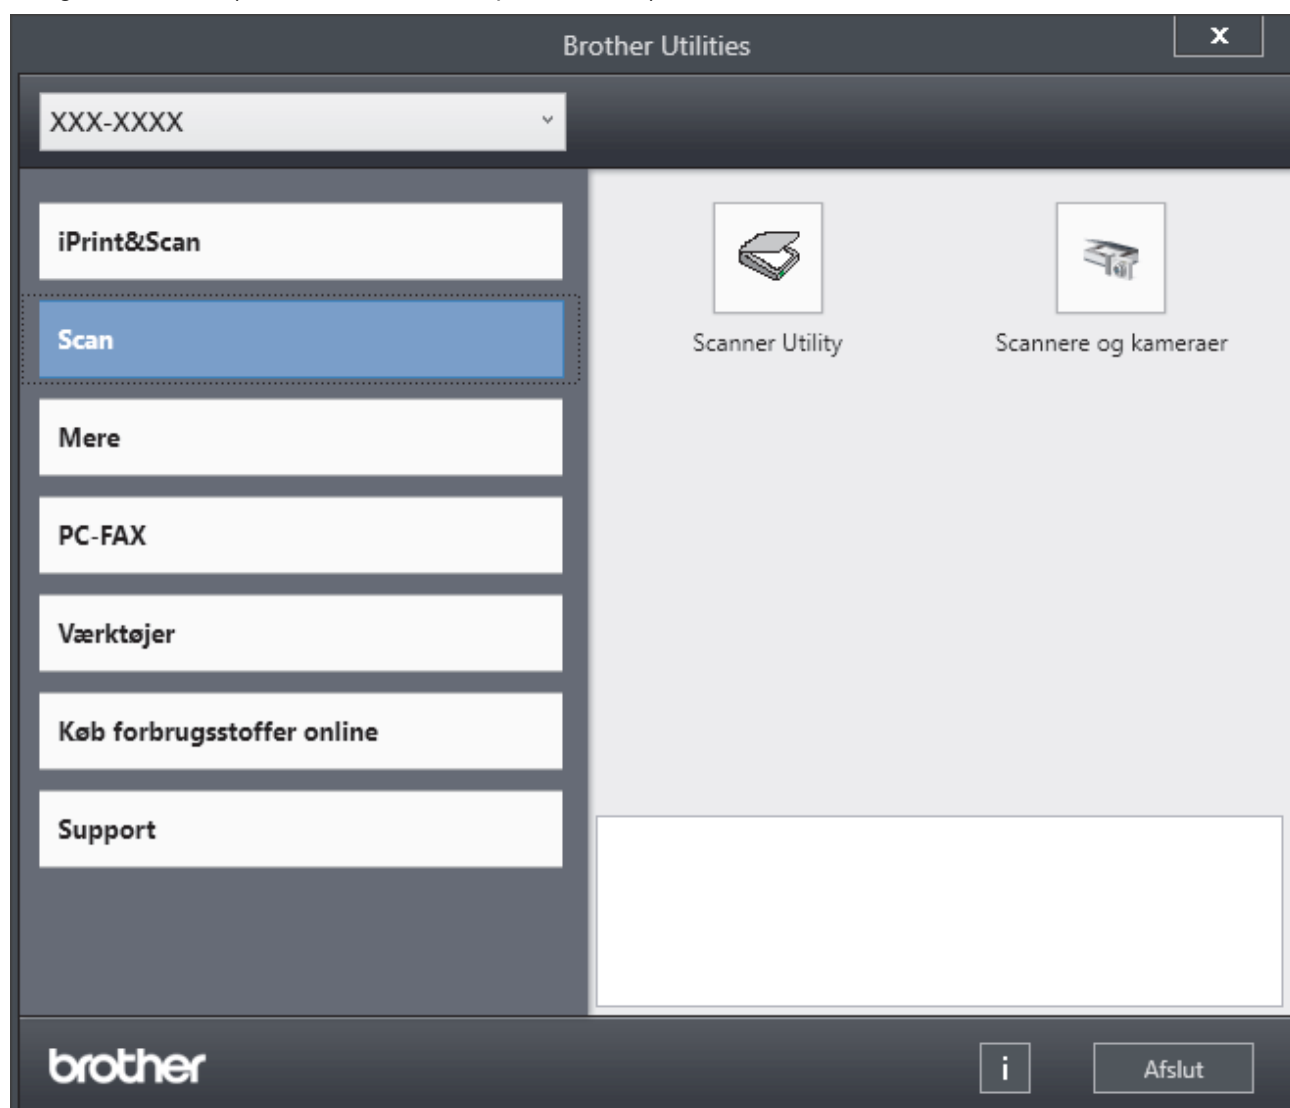 Brother Utilities
x
XXX-XXXX
iPrint&Scan
Scan
Mere
PC-FAX
Værktøjer
Køb forbrugsstoffer online
Support
Scanner Utility
Scannere og kameraer
brother
i
Afslut